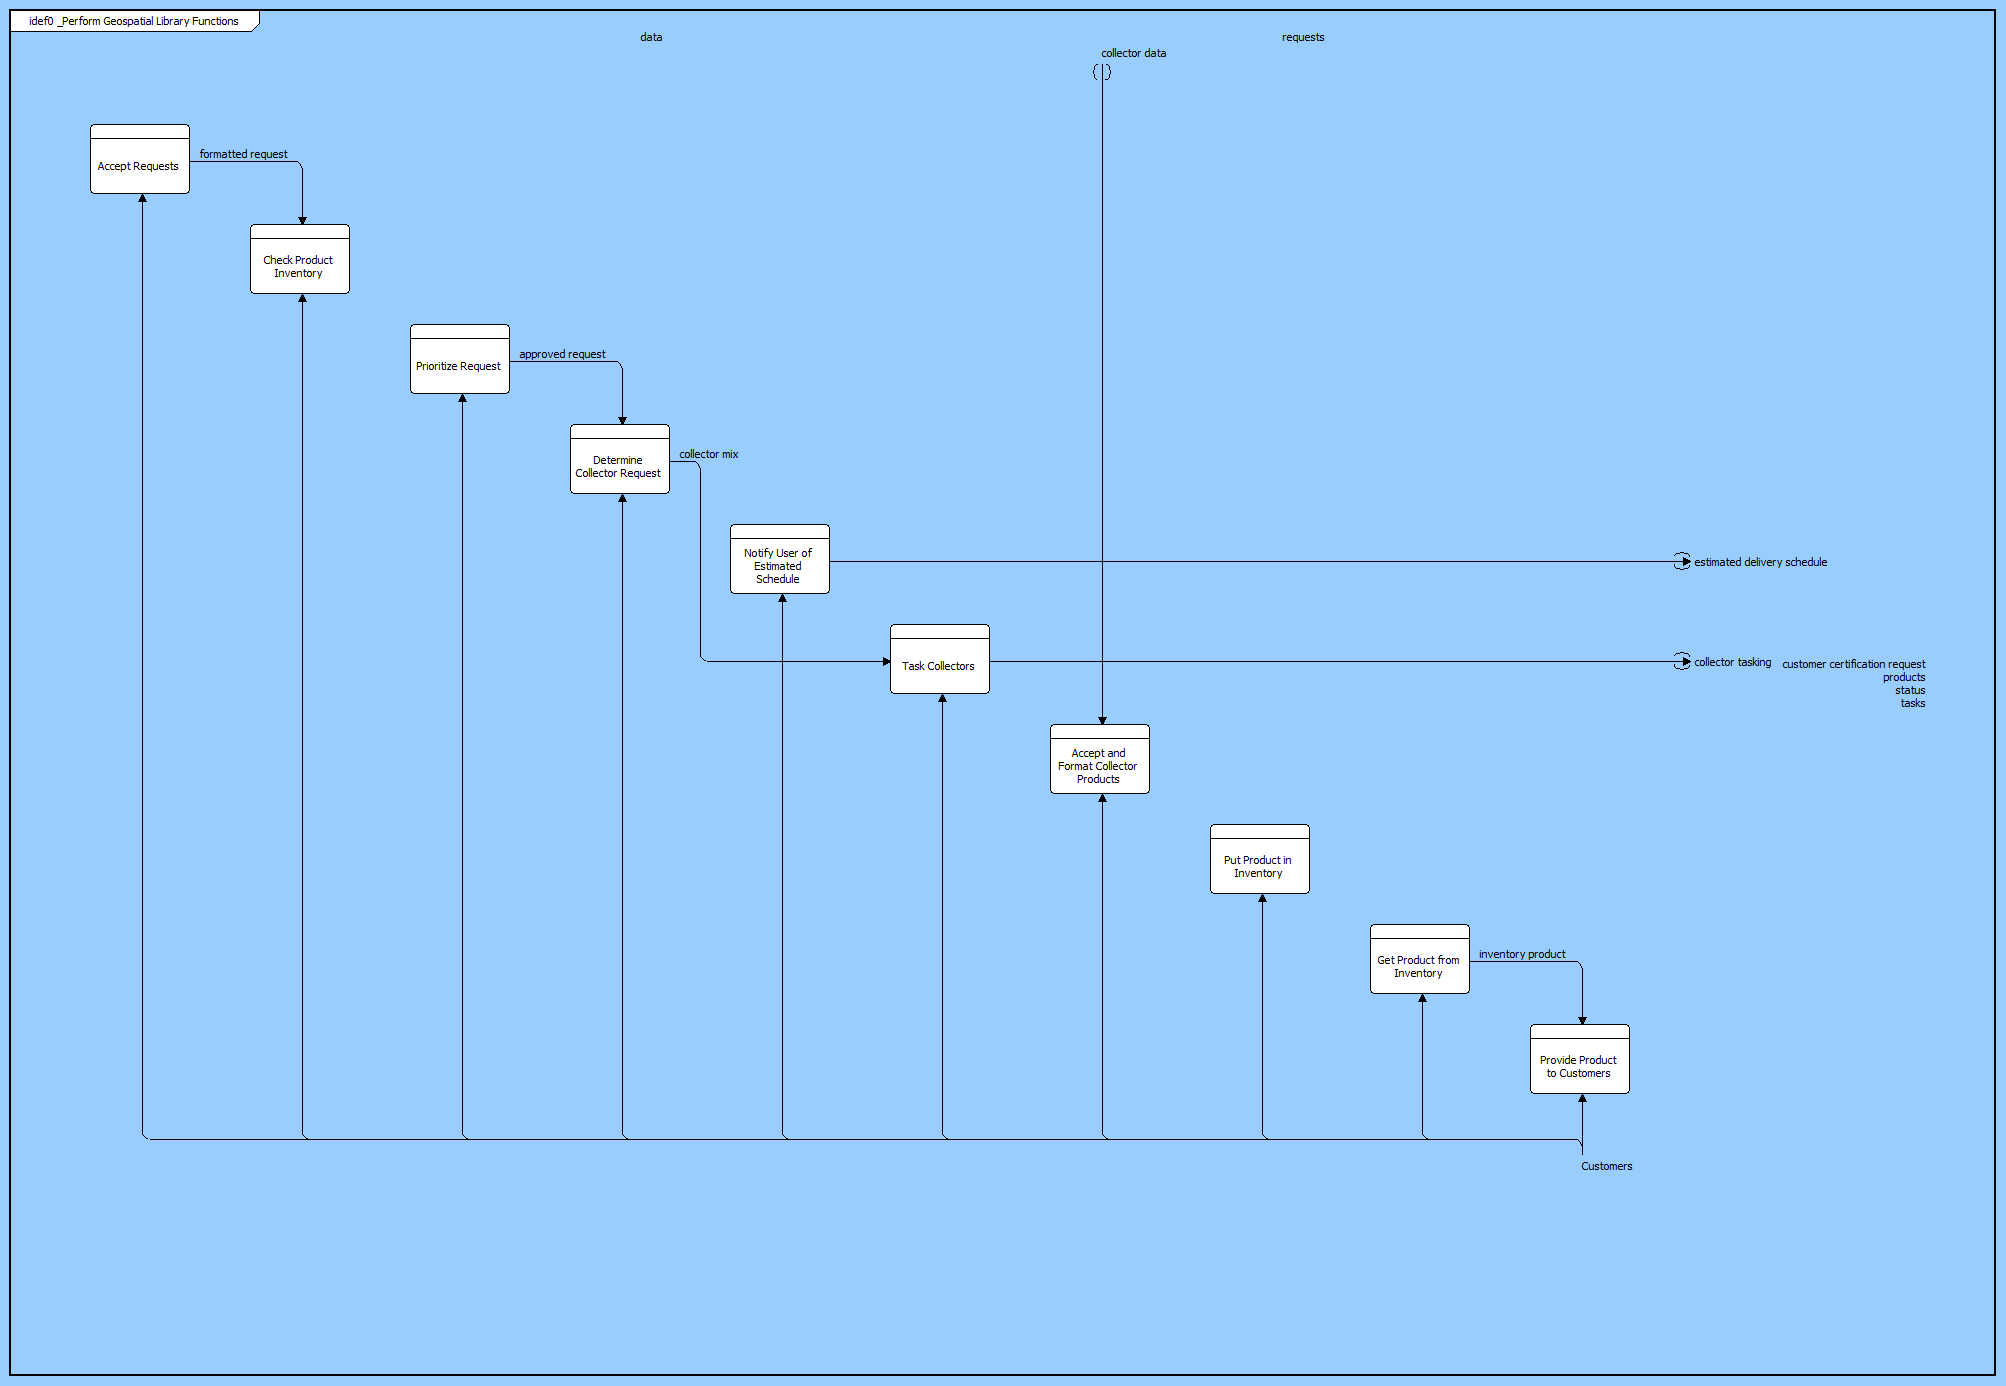 idef0 _Perform Geospatial Library Functions
data
requests
collector data
Accept Requests
formatted request
Check Product
Inventory
Prioritize Request
approved request
Determine
Collector Request
collector mix
Notify User of
Estimated
Schedule
estimated delivery schedule
Task Collectors
collector tasking
customer certification request
products
status
tasks
Accept and
Format Collector
Products
Put Product in
Inventory
Get Product from
Inventory
inventory product
Provide Product
to Customers
Customers